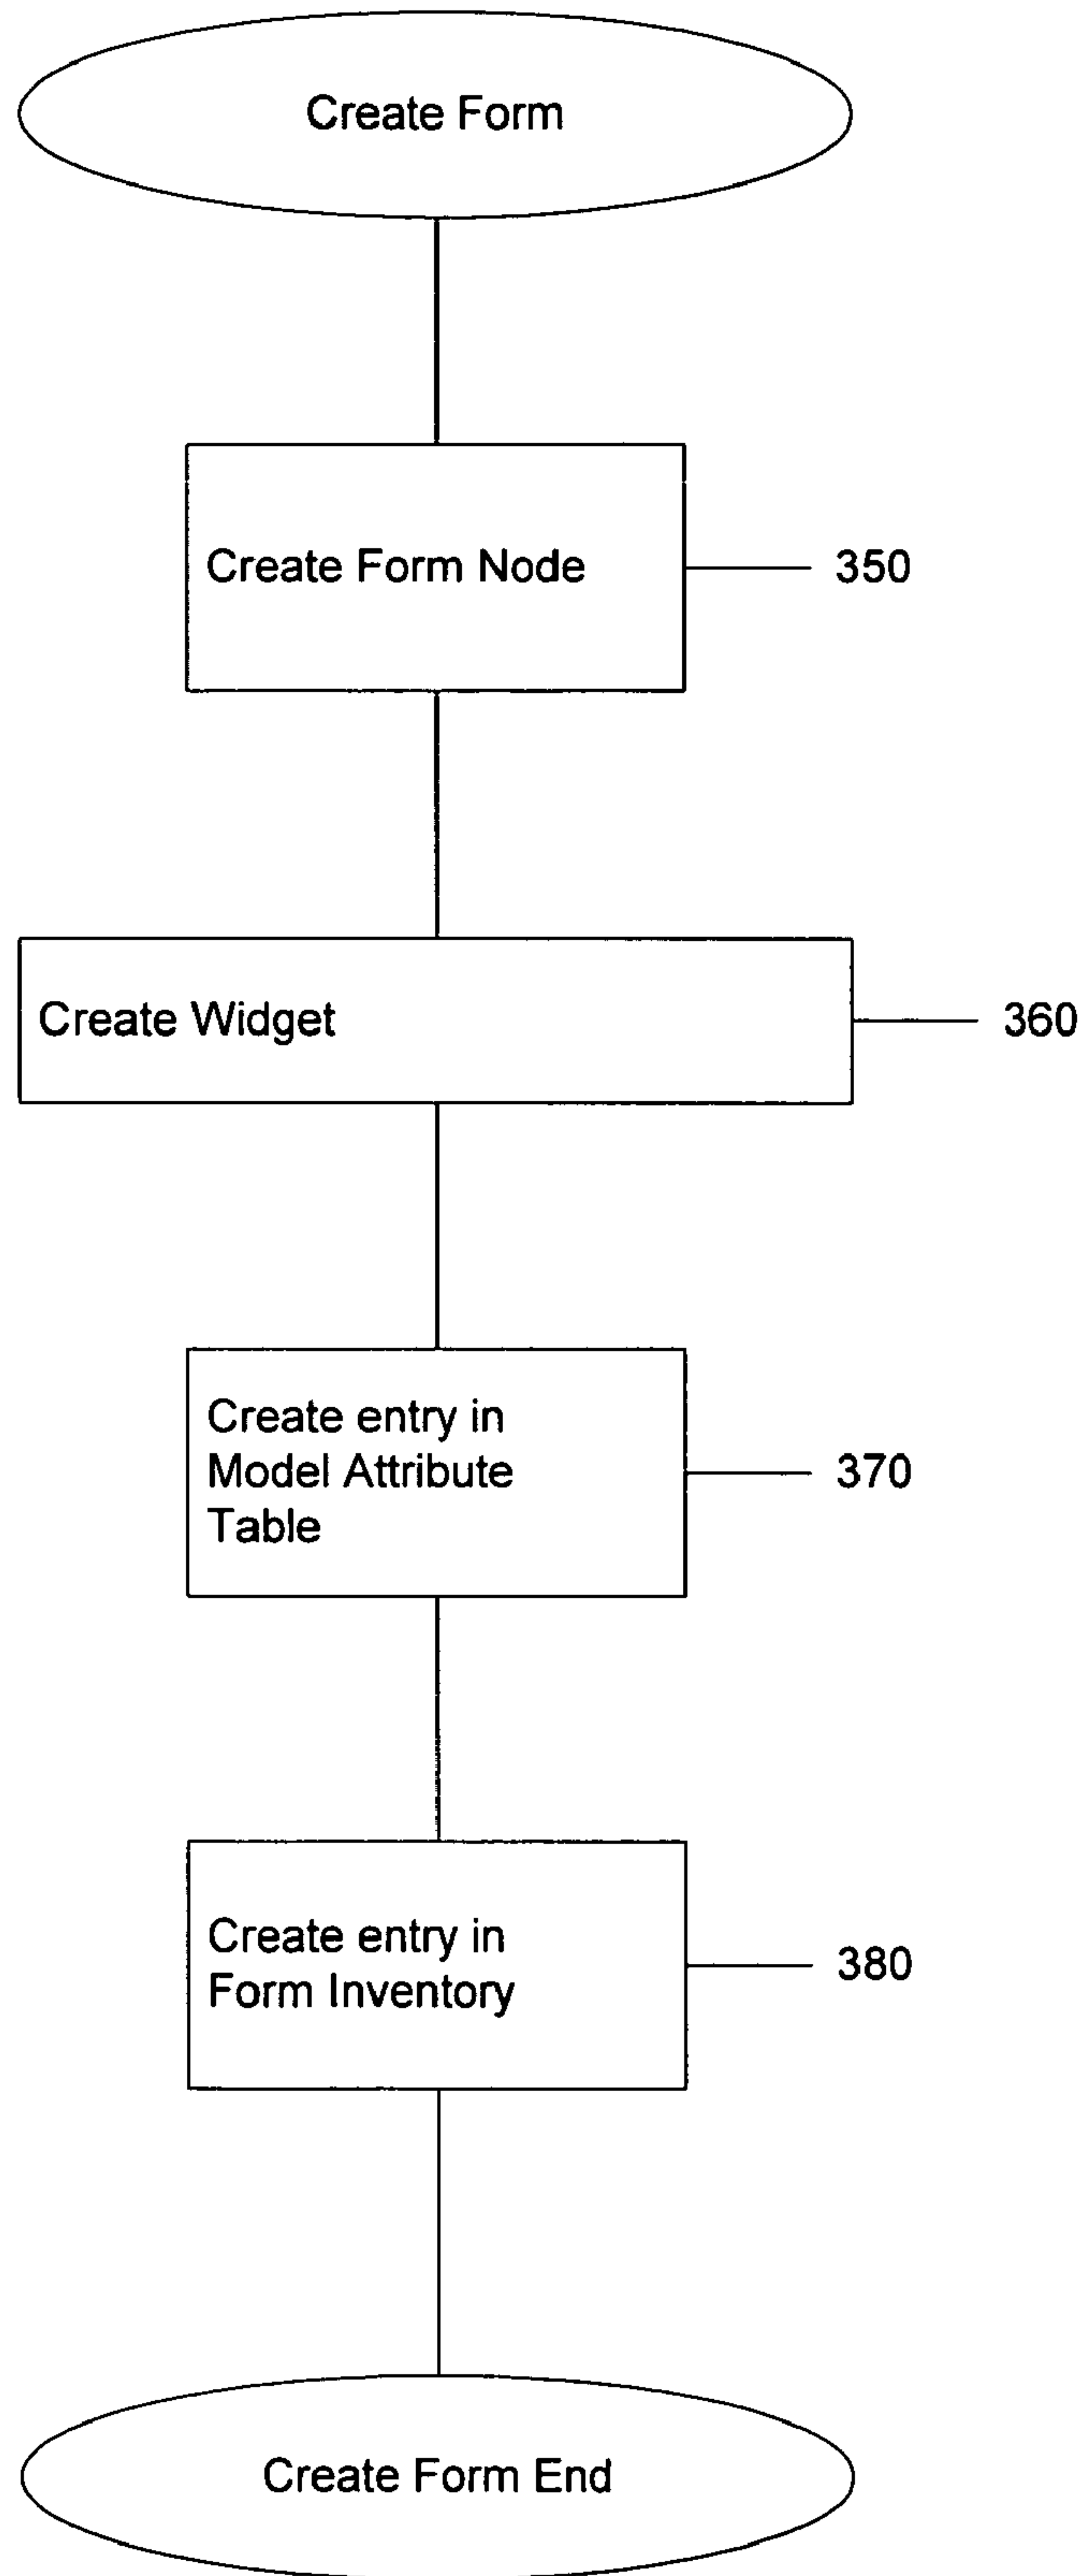 Create Form
Create Form Node
350
Create Widget
360
Create entry in
Model Attribute
Table
370
Create entry in
Form Inventory
380
Create Form End